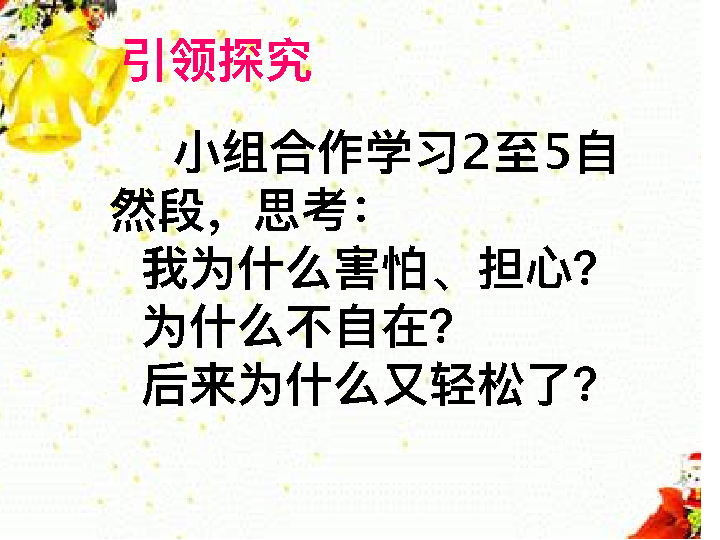 引领探究
小组合作学习2至5自
然段，思考：
我为什么害怕、担心？
为什么不自在？
后来为什么又轻松了？